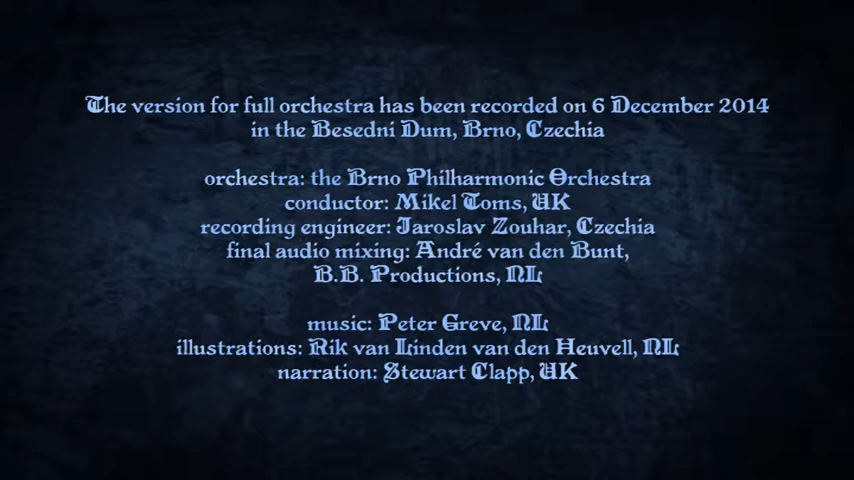 The version for full orchestra has been recorded on 6 December 2014
in the Besedni Dum, Brno, Czechia
orchestra: the Brno Philharmonic Orchestra
conductor: Mikel Toms, UK
recording engineer: Jaroslav Zouhar, Czechia
final audio mixing: André van den Bunt,
B.B. Productions, NL
music: Peter Greve, NL
illustrations: Rik van Linden van den Heuvell, NL
narration: Stewart Clapp, UK